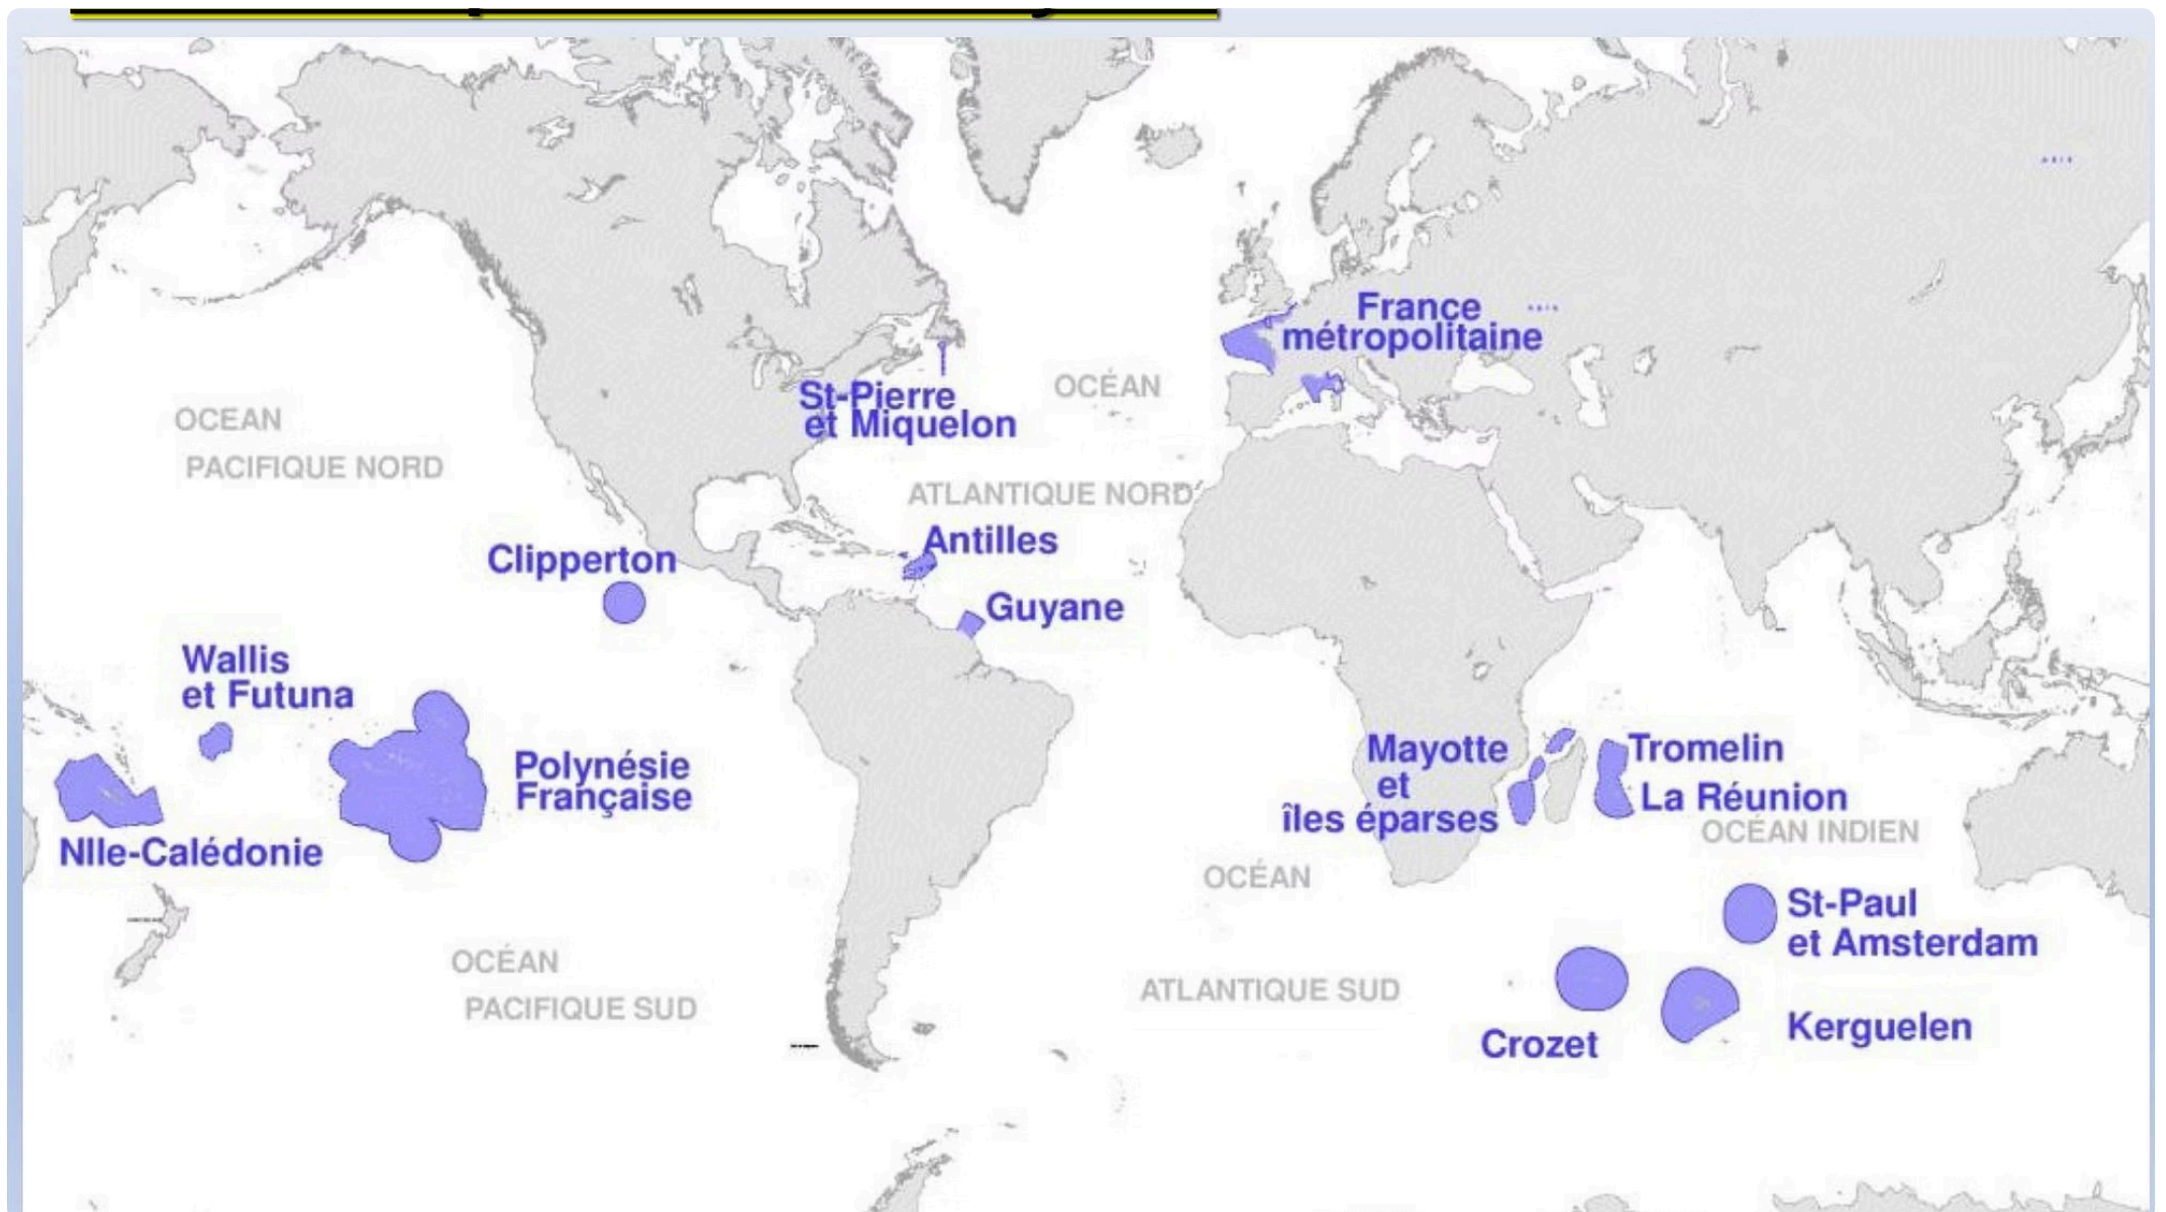 France
métropolitaine
St-Pierre
et Miquelon
OCÉAN
ATLANTIQUE NORD
OCEAN
PACIFIQUE NORD
Antilles
Clipperton
Guyane
Wallis
et Futuna
Polynésie
Française
Nlle-Calédonie
Mayotte
et
îles éparses
Tromelin
La Réunion
OCÉAN INDIEN
OCÉAN
ATLANTIQUE SUD
St-Paul
et Amsterdam
Crozet
Kerguelen
OCÉAN
PACIFIQUE SUD